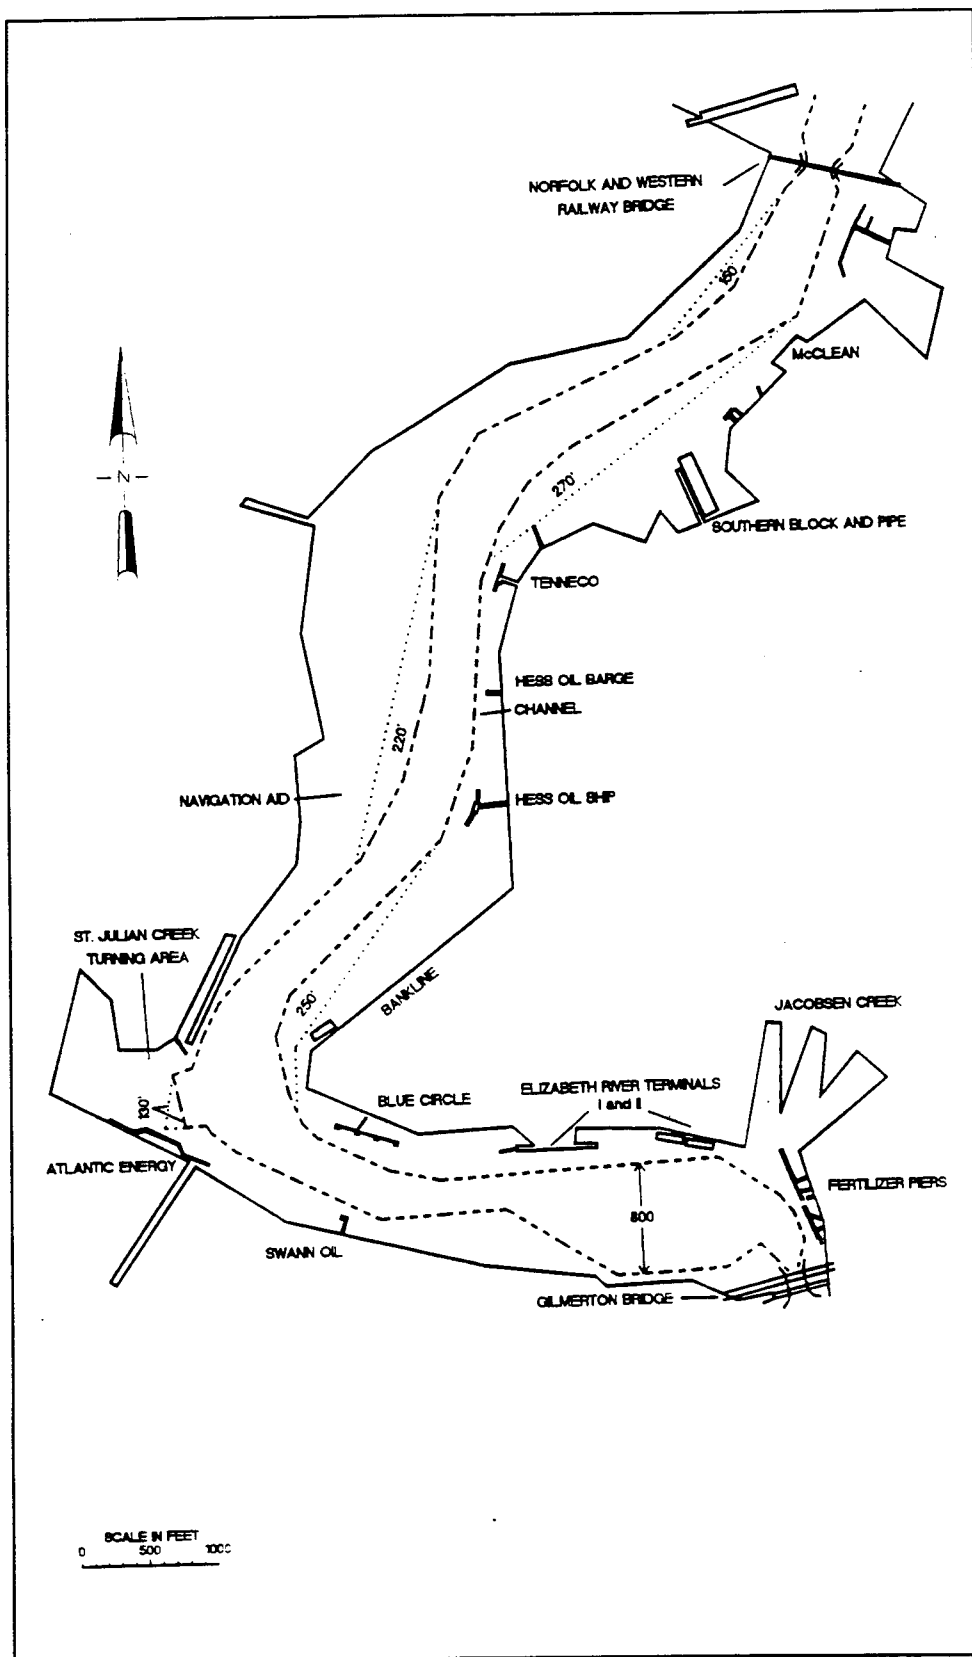 NORFOLK AND WESTERN
RAILWAY BRIDGE
150'
McCLEAN
N
270'
SOUTHERN BLOCK AND PIPE
TENNECO
HESS OIL BARGE
CHANNEL
220'
NAVIGATION AID
HESS OIL SHIP
ST. JULIAN CREEK
TURNING AREA
BANKLINE
250'
JACOBSEN CREEK
ELIZABETH RIVER TERMINALS
I and II
BLUE CIRCLE
130'
ATLANTIC ENERGY
FERTILIZER PIERS
800
SWANN OIL
GILMERTON BRIDGE
SCALE IN FEET
0 500 1000